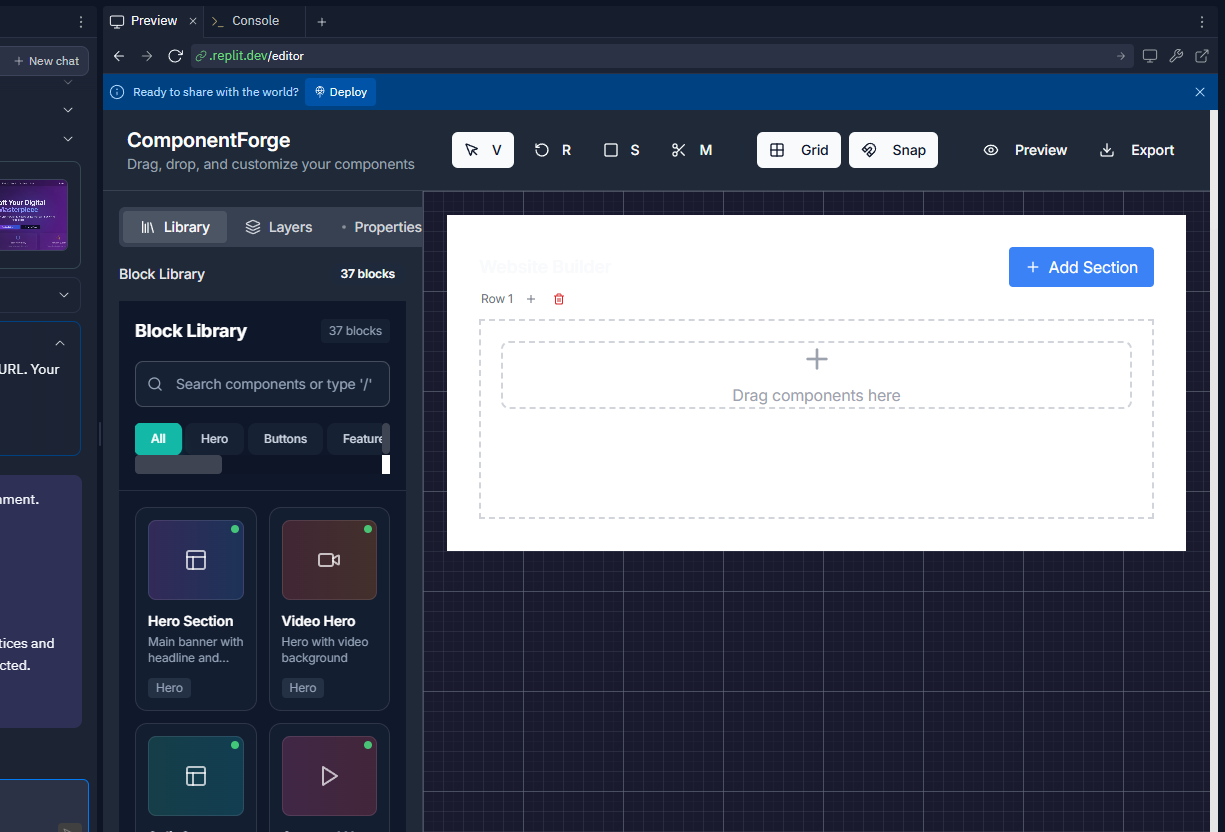 Preview
Console
New chat
.replit.dev/editor
Ready to share with the world?
Deploy
ComponentForge
Drag, drop, and customize your components
V
R
S
M
Grid
Snap
Preview
Export
Library
Layers
Properties
Block Library
37 blocks
Block Library
37 blocks
Search components or type '/'
All
Hero
Buttons
Feature
Hero Section
Main banner with
headline and...
Hero
Video Hero
Hero with video
background
Hero
Website Builder
Add Section
Row 1
Drag components here
URL. Your
ment.
tices and
cted.
oft Your Digital
Masterpiece